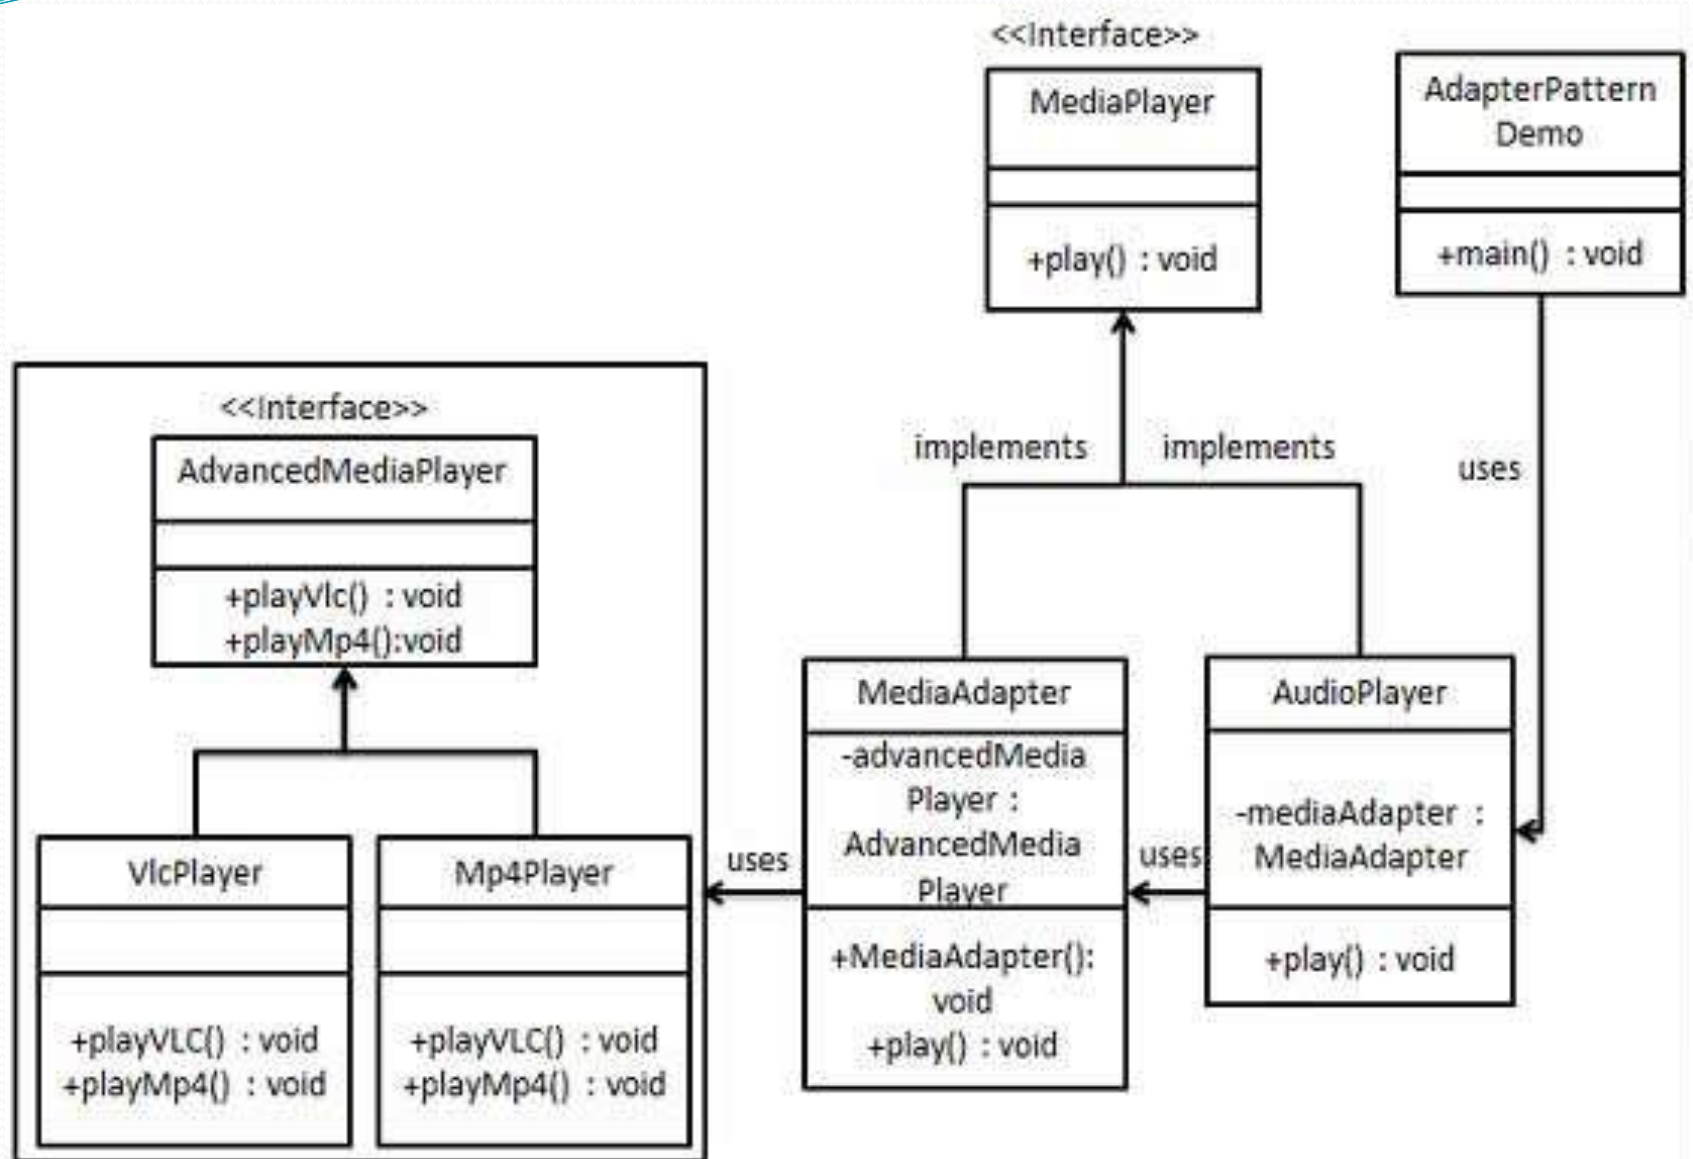 <<Interface>>
MediaPlayer
+play() : void
AdapterPattern
Demo
+main() : void
implements
implements
uses
<<Interface>>
AdvancedMediaPlayer
+playVlc() : void
+playMp4():void
VlcPlayer
+playVLC() : void
+playMp4() : void
Mp4Player
+playVLC() : void
+playMp4() : void
uses
MediaAdapter
-advancedMedia
Player :
AdvancedMedia
Player
+MediaAdapter():
void
+play() : void
uses
AudioPlayer
-mediaAdapter :
MediaAdapter
+play() : void